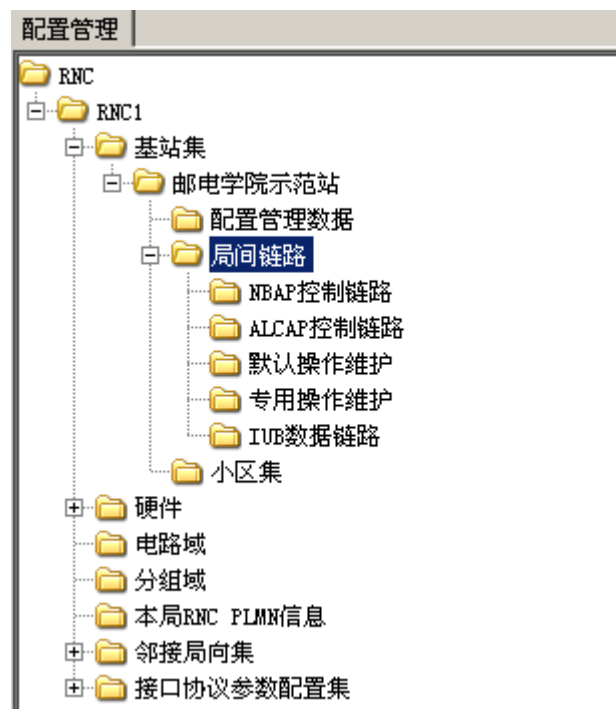 配置管理
RNC
RNC1
基站集
邮电学院示范站
配置管理数据
局间链路
NBAP控制链路
ALCAP控制链路
默认操作维护
专用操作维护
IUB数据链路
小区集
硬件
电路域
分组域
本局RNC PLMN信息
邻接局向集
接口协议参数配置集